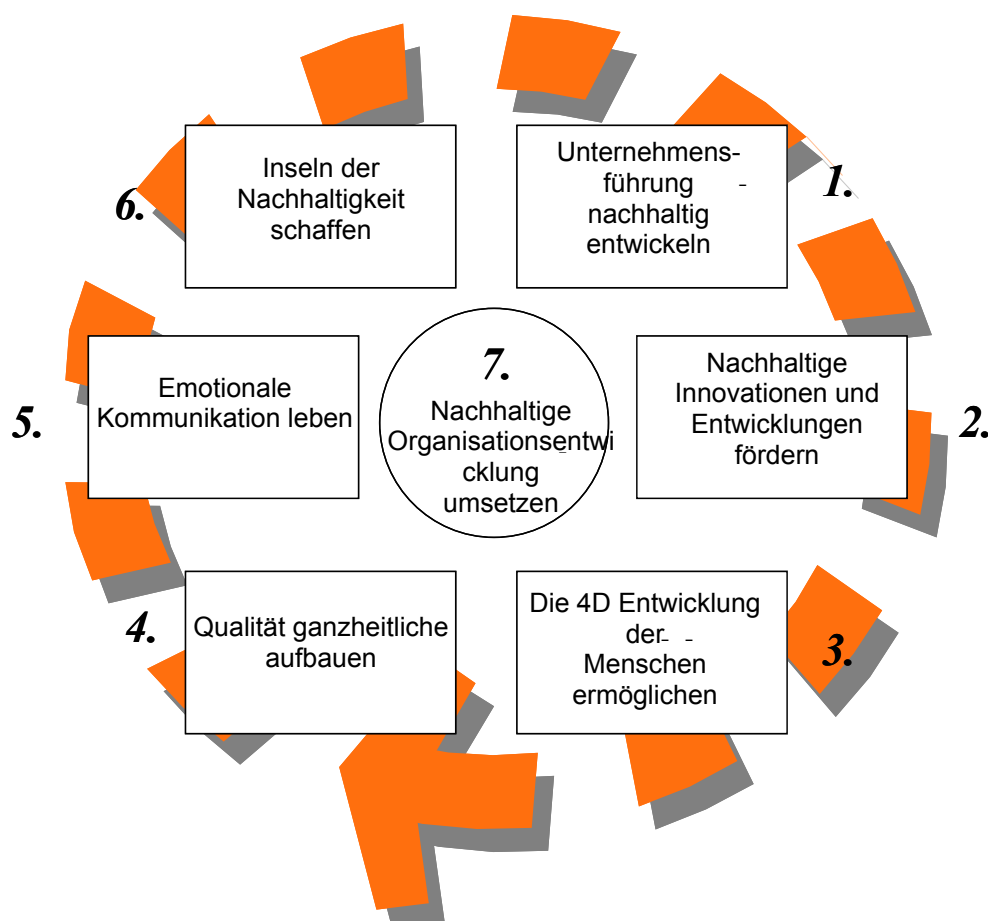 1.
Unternehmens-
führung -
nachhaltig
entwickeln
2.
Nachhaltige
Innovationen und
Entwicklungen
fördern
3.
Die 4D Entwicklung
der - -
Menschen
ermöglichen
4.
Qualität ganzheitliche
aufbauen
5.
Emotionale
Kommunikation leben
6.
Inseln der
Nachhaltigkeit
schaffen
7.
Nachhaltige
Organisationsentwi
cklung -
umsetzen